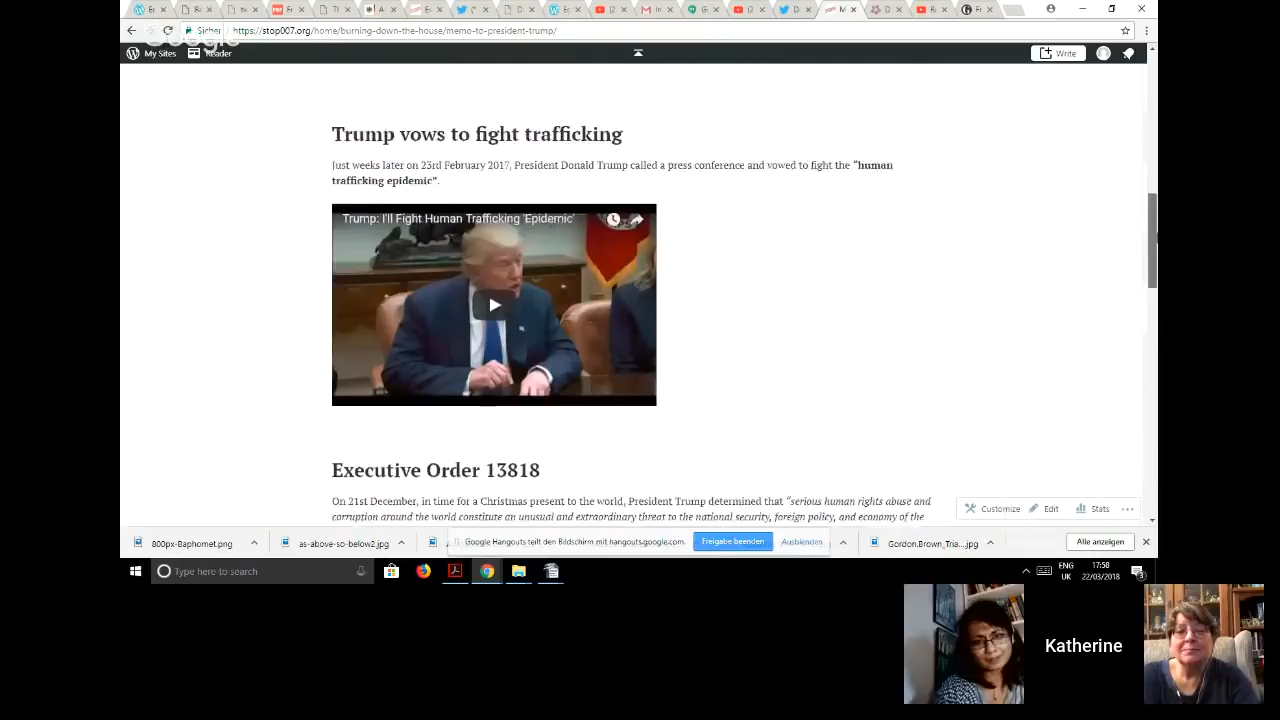 Sicher
https://stop007.org/home/burning-down-the-house/memo-to-president-trump/
Google
My Sites
Reader
Write
Trump vows to fight trafficking
Just weeks later on 23rd February 2017, President Donald Trump called a press conference and vowed to fight the “human
trafficking epidemic”.
Trump: I'll Fight Human Trafficking 'Epidemic'
Executive Order 13818
On 21st December, in time for a Christmas present to the world, President Trump determined that “serious human rights abuse and
corruption around the world constitute an unusual and extraordinary threat to the national security, foreign policy, and economy of the
Customize
Edit
Stats
800px-Baphomet.png
as-above-so-below2.jpg
Google Hangouts teilt den Bildschirm mit hangouts.google.com.
Freigabe beenden
Ausblenden
Gordon.Brown_Tria....jpg
Alle anzeigen
Type here to search
ENG
UK
17:58
22/03/2018
3
Katherine